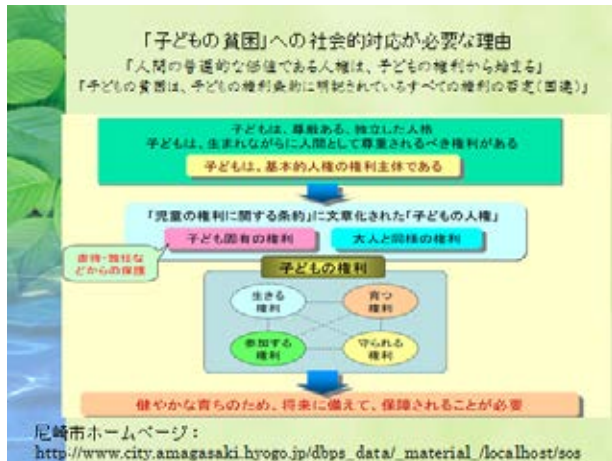 「子どもの貧困」への社会的対応が必要な理由
「人間の普遍的な価値である人権は、子どもの権利から始まる」
「子どもの貧困は、子どもの権利条約に明記されているすべての権利の否定(国連)」
子どもは、尊厳ある、独立した人格
子どもは、生まれながらに人間として尊重されるべき権利がある
子どもは、基本的人権の権利主体である
「児童の権利に関する条約」に文章化された「子どもの人権」
子ども固有の権利
大人と同様の権利
虐待・放任な
どからの保護
子どもの権利
生きる
権利
育つ
権利
参加する
権利
守られる
権利
健やかな育ちのため、将来に備えて、保障されることが必要
尼崎市ホームページ：
http://www.city.amagasaki.hyogo.jp/dbps_data/_material_/localhost/sos